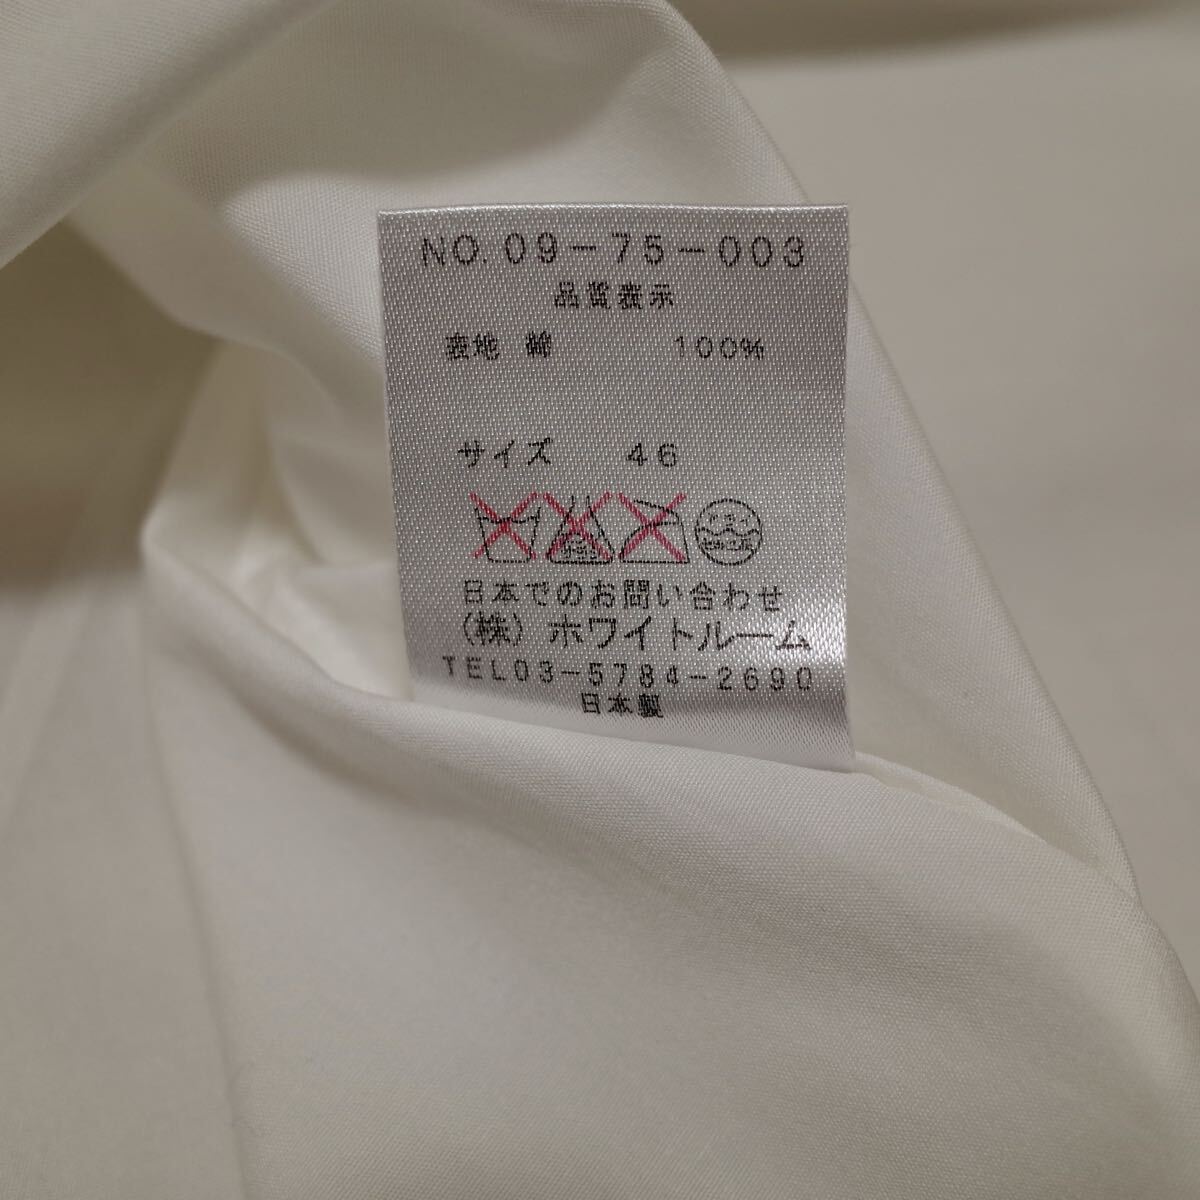 NO. 09-75-003
品質表示
表地 綿 100%
サイズ 46
日本でのお問い合わせ
(株) ホワイトルーム
TEL03-5784-2690
日本製